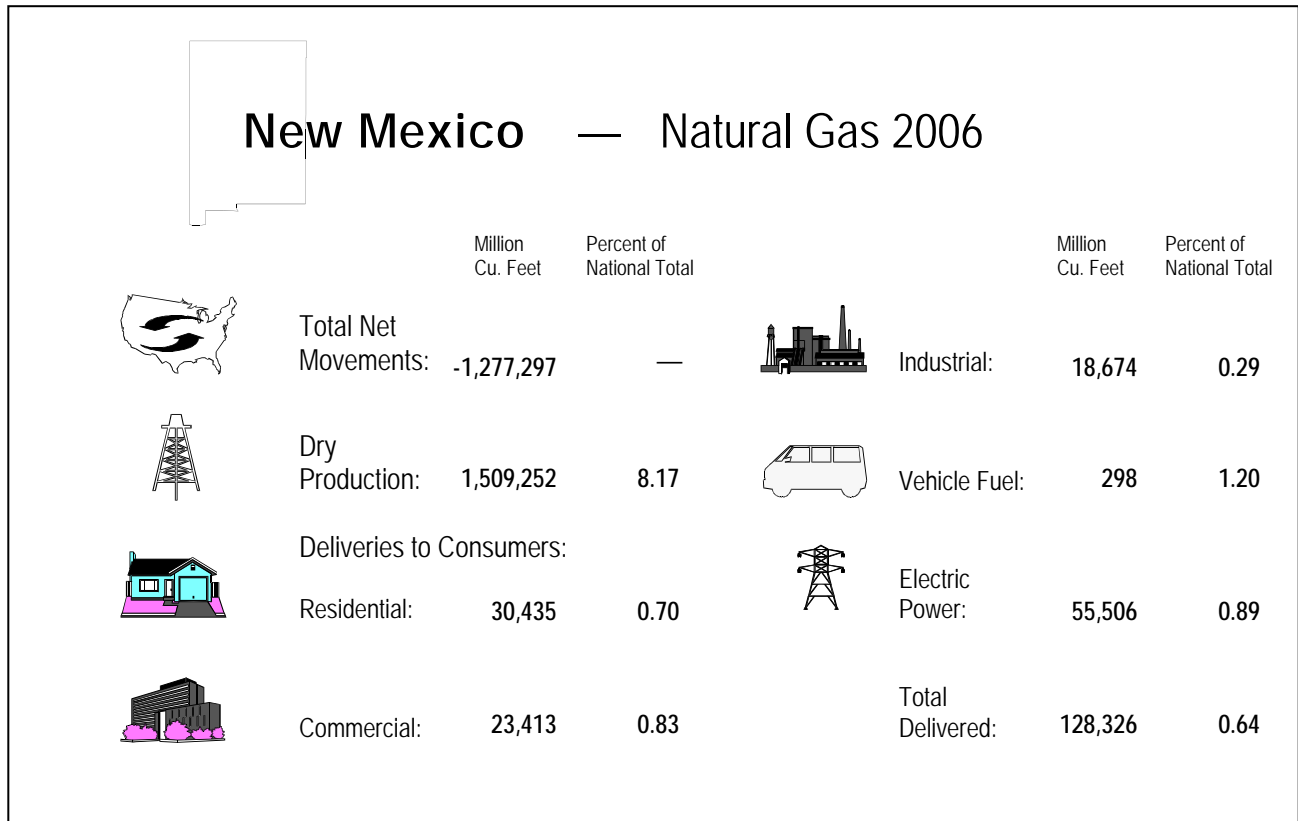 New Mexico — Natural Gas 2006
Million
Cu. Feet
Percent of
National Total
Total Net
Movements: -1,277,297 —
Dry
Production: 1,509,252 8.17
Deliveries to Consumers:
Residential: 30,435 0.70
Commercial: 23,413 0.83
Million
Cu. Feet
Percent of
National Total
Industrial: 18,674 0.29
Vehicle Fuel: 298 1.20
Electric
Power: 55,506 0.89
Total
Delivered: 128,326 0.64